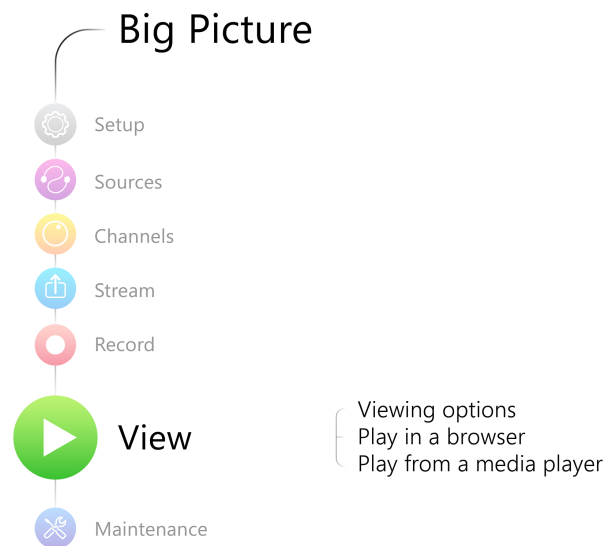 Big Picture
Setup
Sources
Channels
Stream
Record
View
Viewing options
Play in a browser
Play from a media player
Maintenance